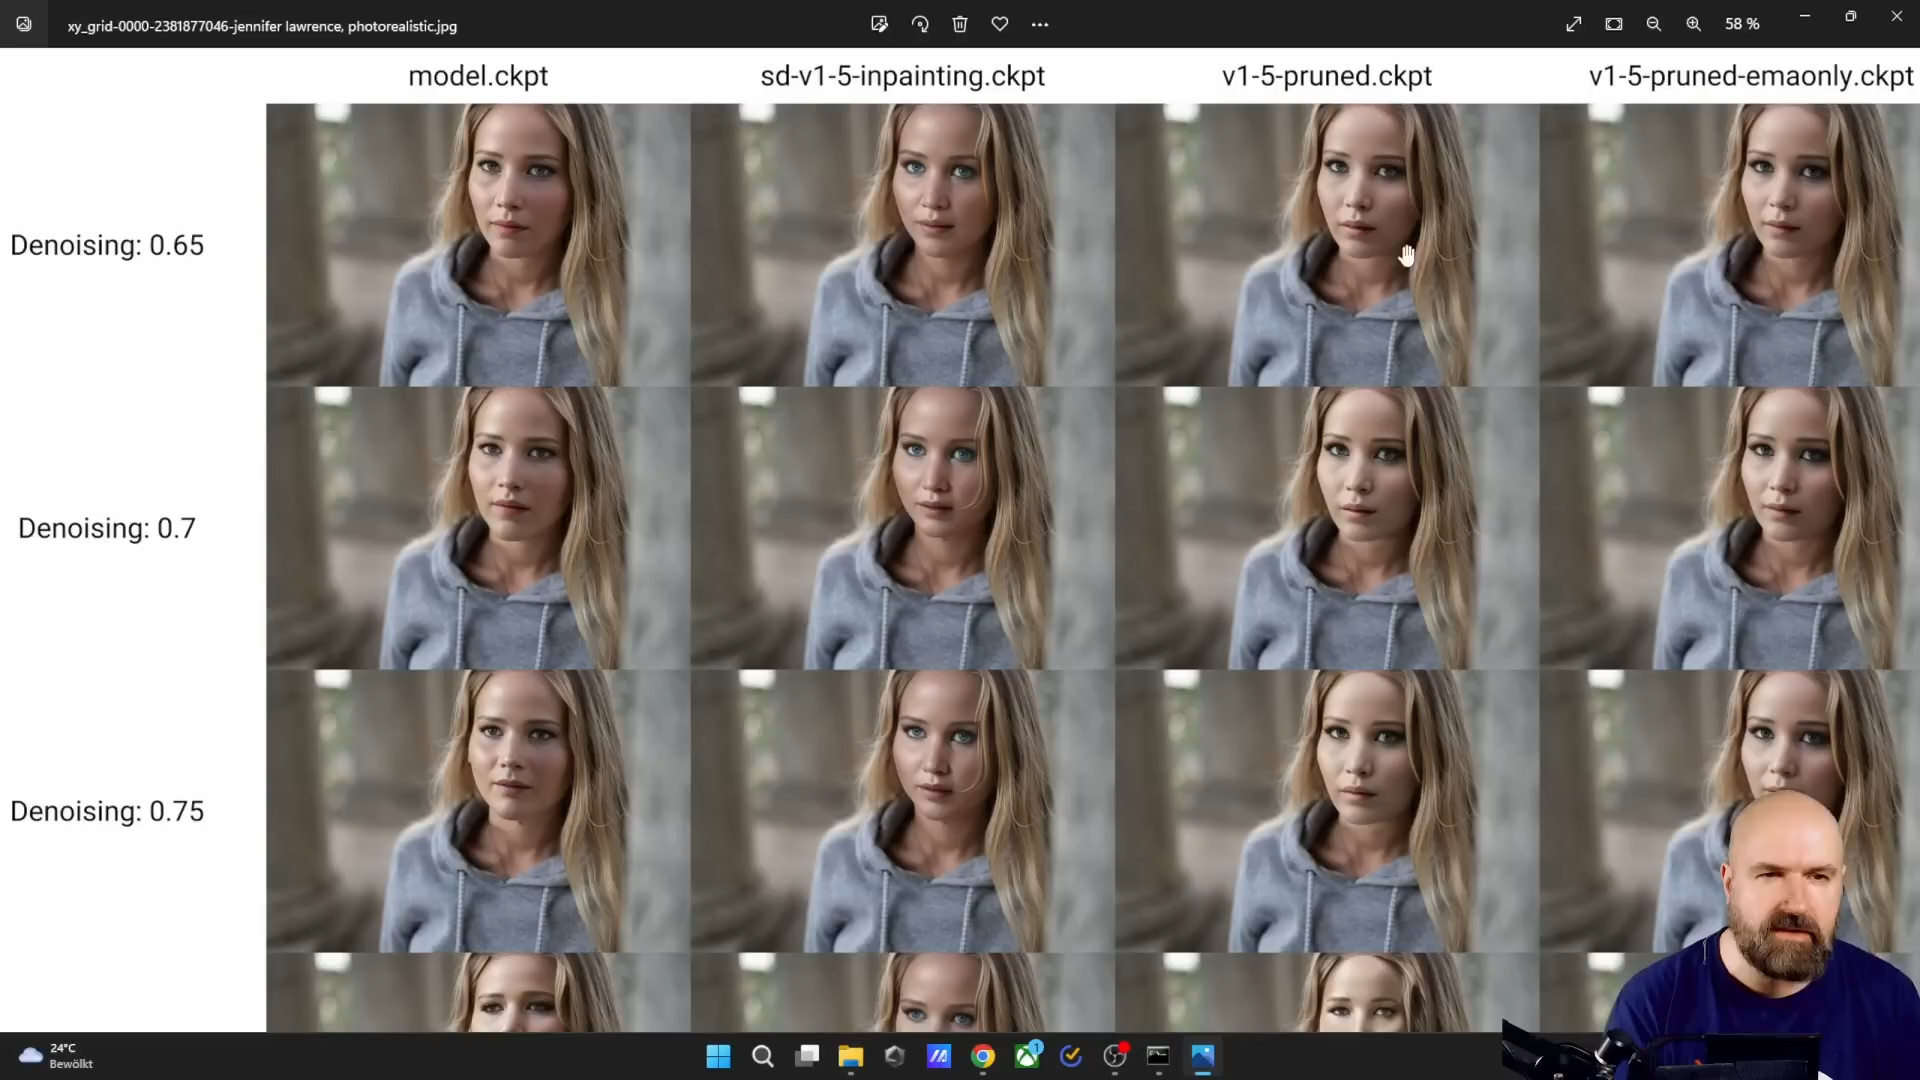 xy_grid-0000-2381877046-jennifer lawrence, photorealistic.jpg
58 %
model.ckpt
sd-v1-5-inpainting.ckpt
v1-5-pruned.ckpt
v1-5-pruned-emaonly.ckpt
Denoising: 0.65
Denoising: 0.7
Denoising: 0.75
24°C
Bewölkt
1